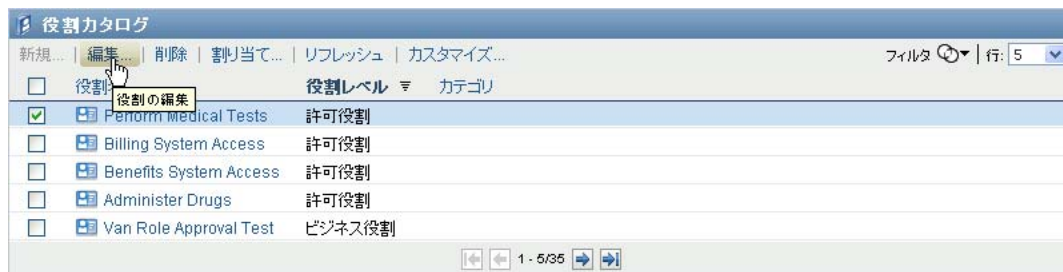 役割カタログ
新規... | 編集... | 削除 | 割り当て... | リフレッシュ | カスタマイズ... フィルタ | 行: 5
役割 役割レベル カテゴリ
役割の編集
Perform Medical Tests 許可役割
Billing System Access 許可役割
Benefits System Access 許可役割
Administer Drugs 許可役割
Van Role Approval Test ビジネス役割
1 - 5/35